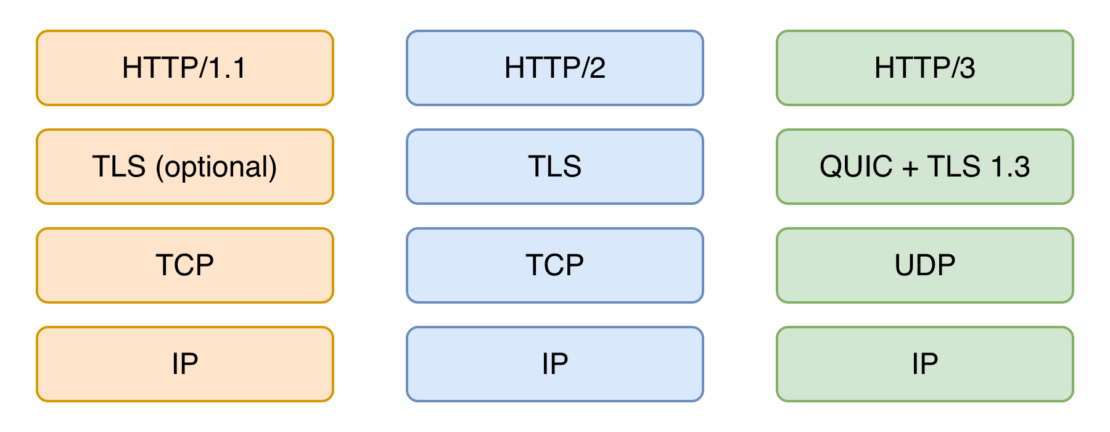 HTTP/1.1
TLS (optional)
TCP
IP
HTTP/2
TLS
TCP
IP
HTTP/3
QUIC + TLS 1.3
UDP
IP